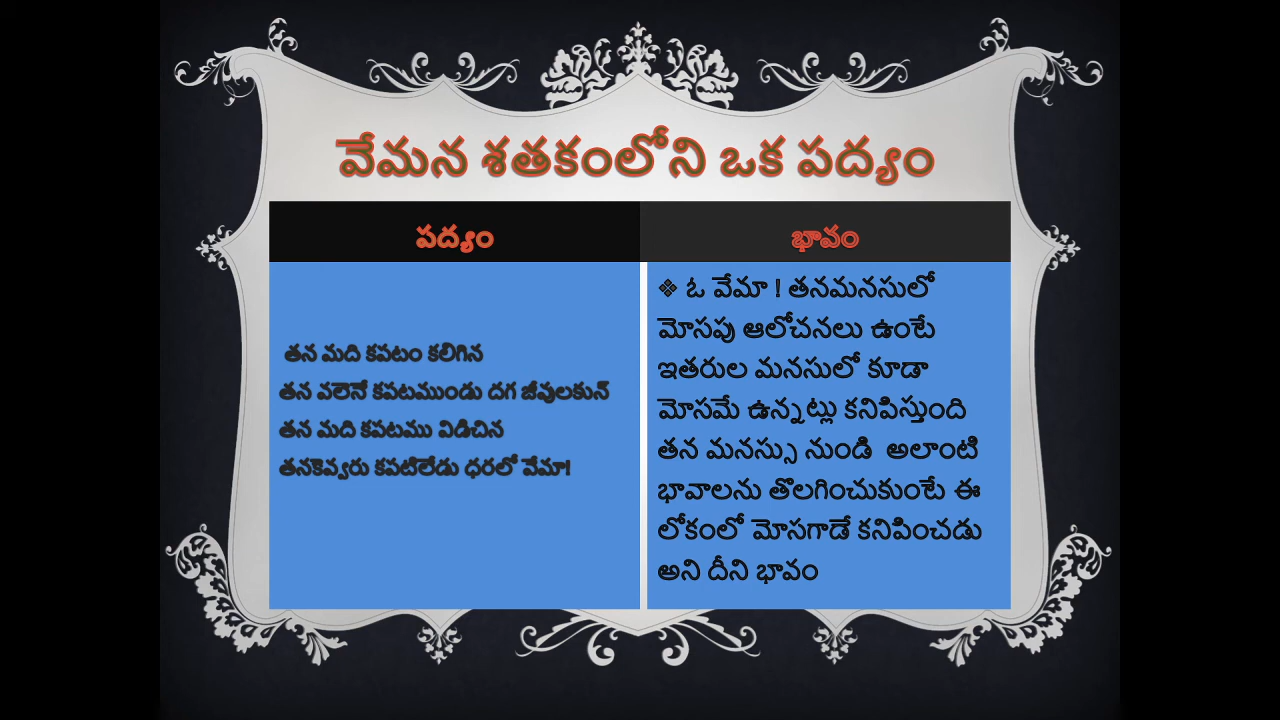 వేమన శతకంలోని ఒక పద్యం
పద్యం
భావం
తన మది కపటం కలిగిన
తన వలెనే కపటముండు దగ జీవులకున్
తన మది కపటము విడిచిన
తనకెవ్వరు కపటిలేడు ధరలో వేమా!
❖ ఓ వేమా ! తనమనసులో
మోసపు ఆలోచనలు ఉంటే
ఇతరుల మనసులో కూడా
మోసమే ఉన్నట్లు కనిపిస్తుంది
తన మనస్సు నుండి అలాంటి
భావాలను తొలగించుకుంటే ఈ
లోకంలో మోసగాడే కనిపించడు
అని దీని భావం